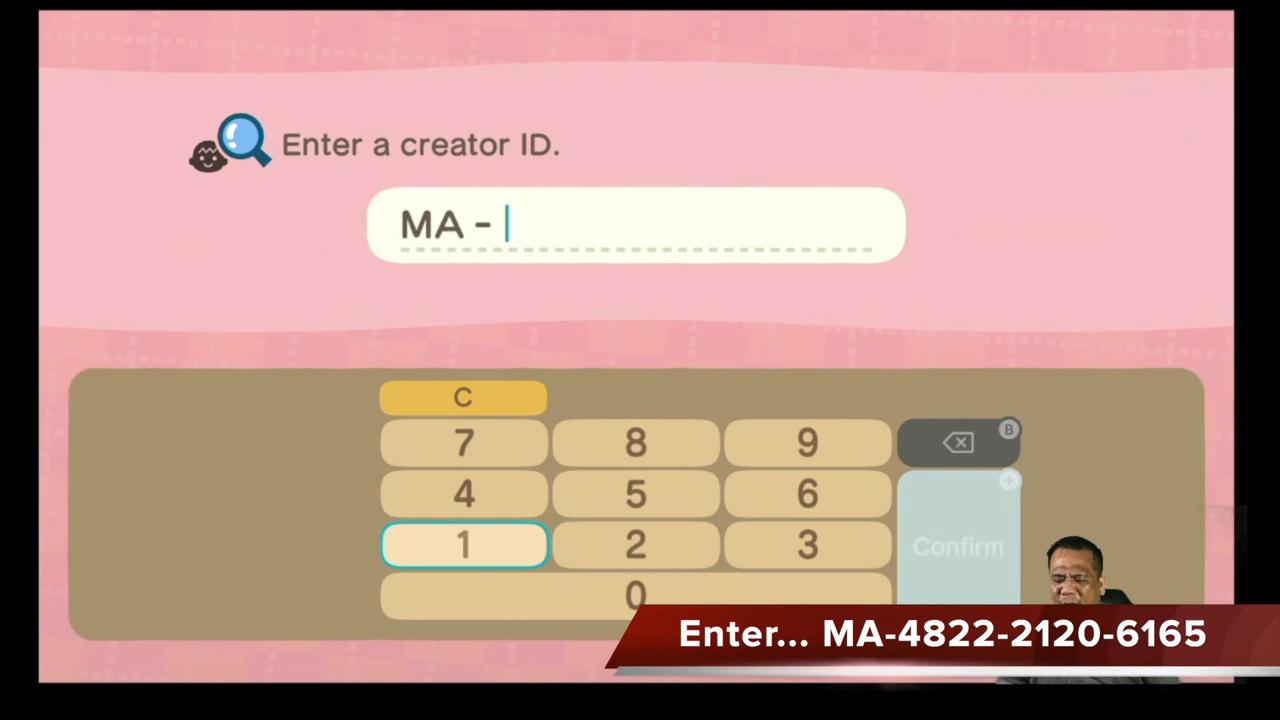 Enter a creator ID.
MA -
C
7 8 9 B
4 5 6 +
1 2 3 Confirm
0
Enter... MA-4822-2120-6165